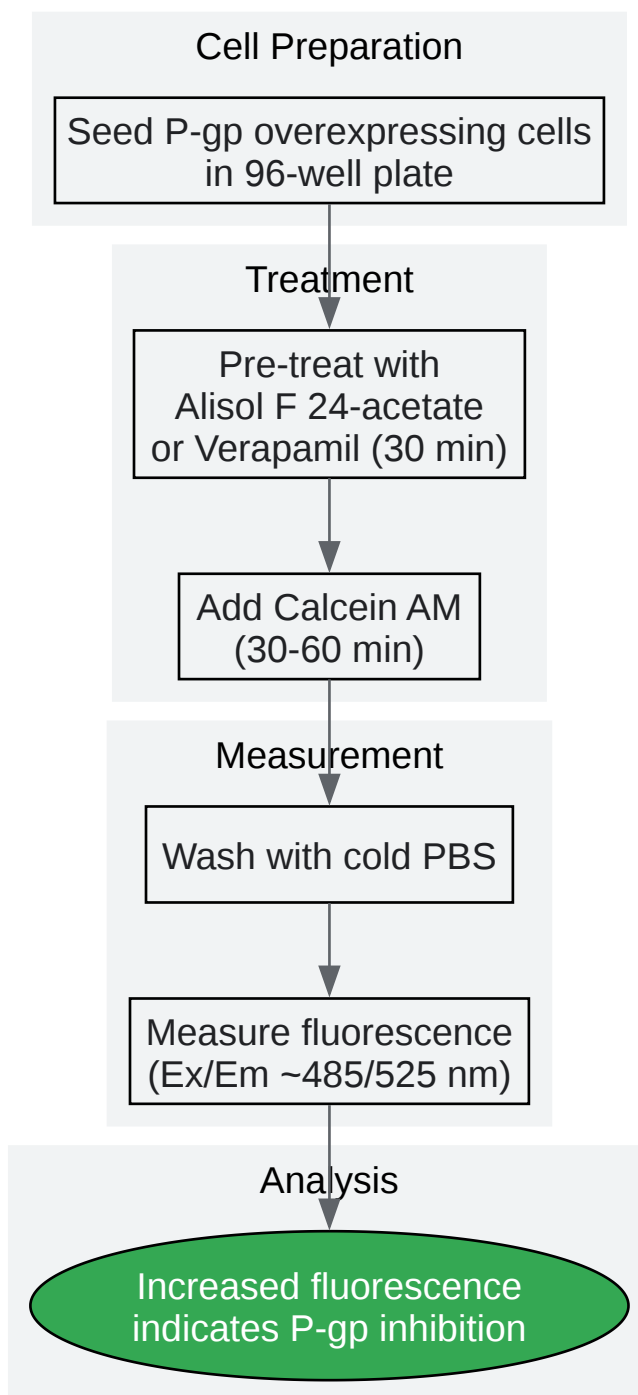 Cell Preparation
Seed P-gp overexpressing cells
in 96-well plate
Treatment
Pre-treat with
Alisol F 24-acetate
or Verapamil (30 min)
Add Calcein AM
(30-60 min)
Measurement
Wash with cold PBS
Measure fluorescence
(Ex/Em ~485/525 nm)
Analysis
Increased fluorescence
indicates P-gp inhibition